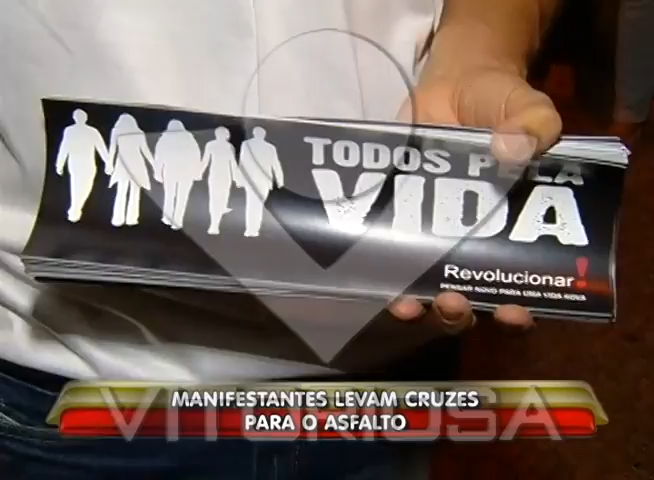 TODOS PELA
VIDA
Revolucionar!
PENSAR NOVO PARA UMA VIDA NOVA
MANIFESTANTES LEVAM CRUZES
PARA O ASFALTO
VITORIOSA